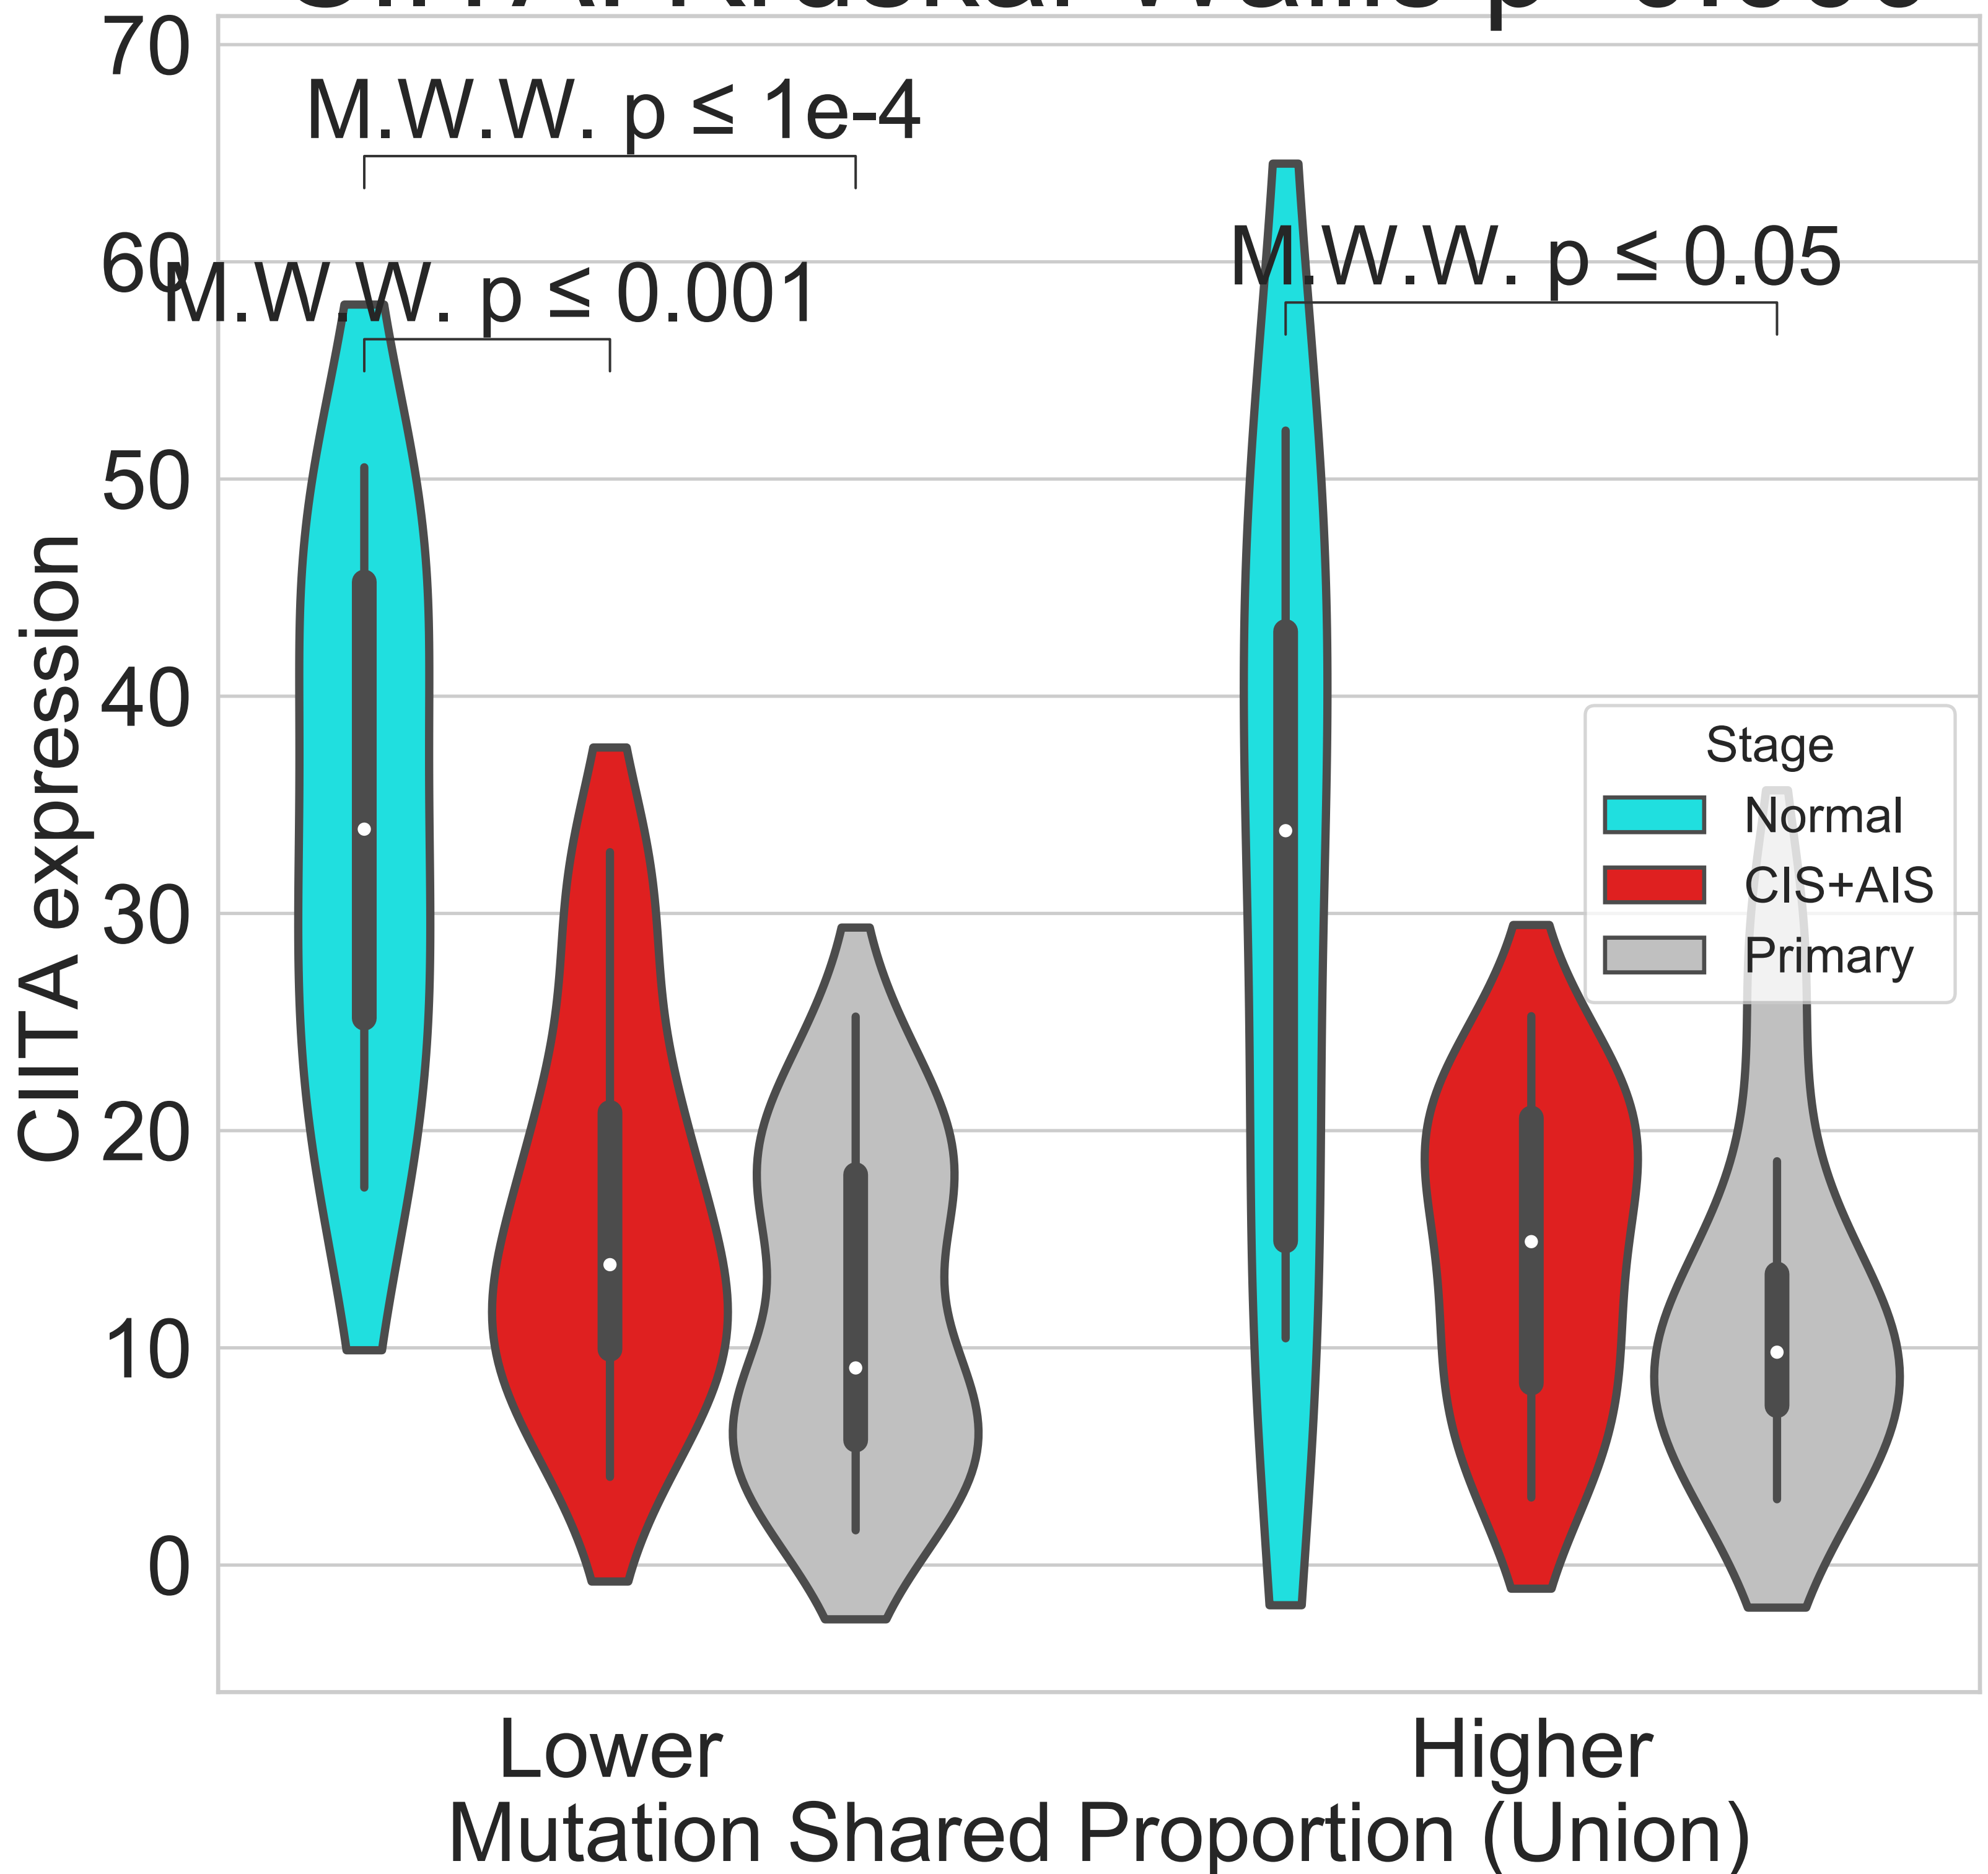 70
M.W.W. p ≤ 1e-4
60
M.W.W. p ≤ 0.001
M.W.W. p ≤ 0.05
50
40
30
20
10
0
CIITA expression
Stage
Normal
CIS+AIS
Primary
Lower
Higher
Mutation Shared Proportion (Union)